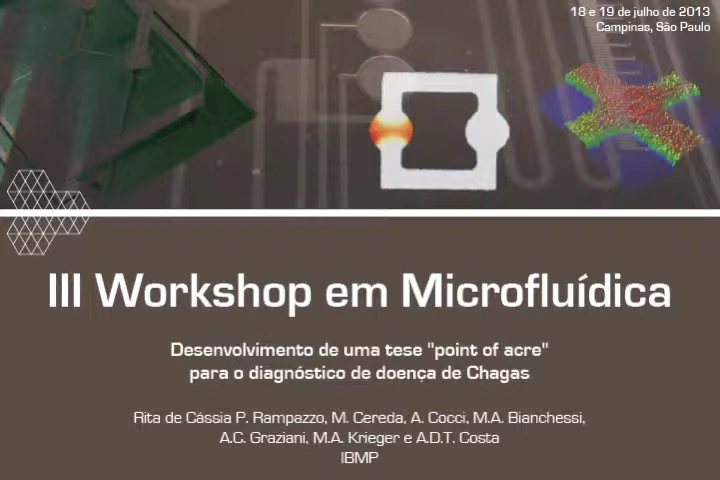 18 e 19 de julho de 2013
Campinas, São Paulo
III Workshop em Microfluídica
Desenvolvimento de uma tese "point of acre"
para o diagnóstico de doença de Chagas
Rita de Cássia P. Rampazzo, M. Cereda, A. Cocci, M.A. Bianchessi,
A.C. Graziani, M.A. Krieger e A.D.T. Costa
IBMP